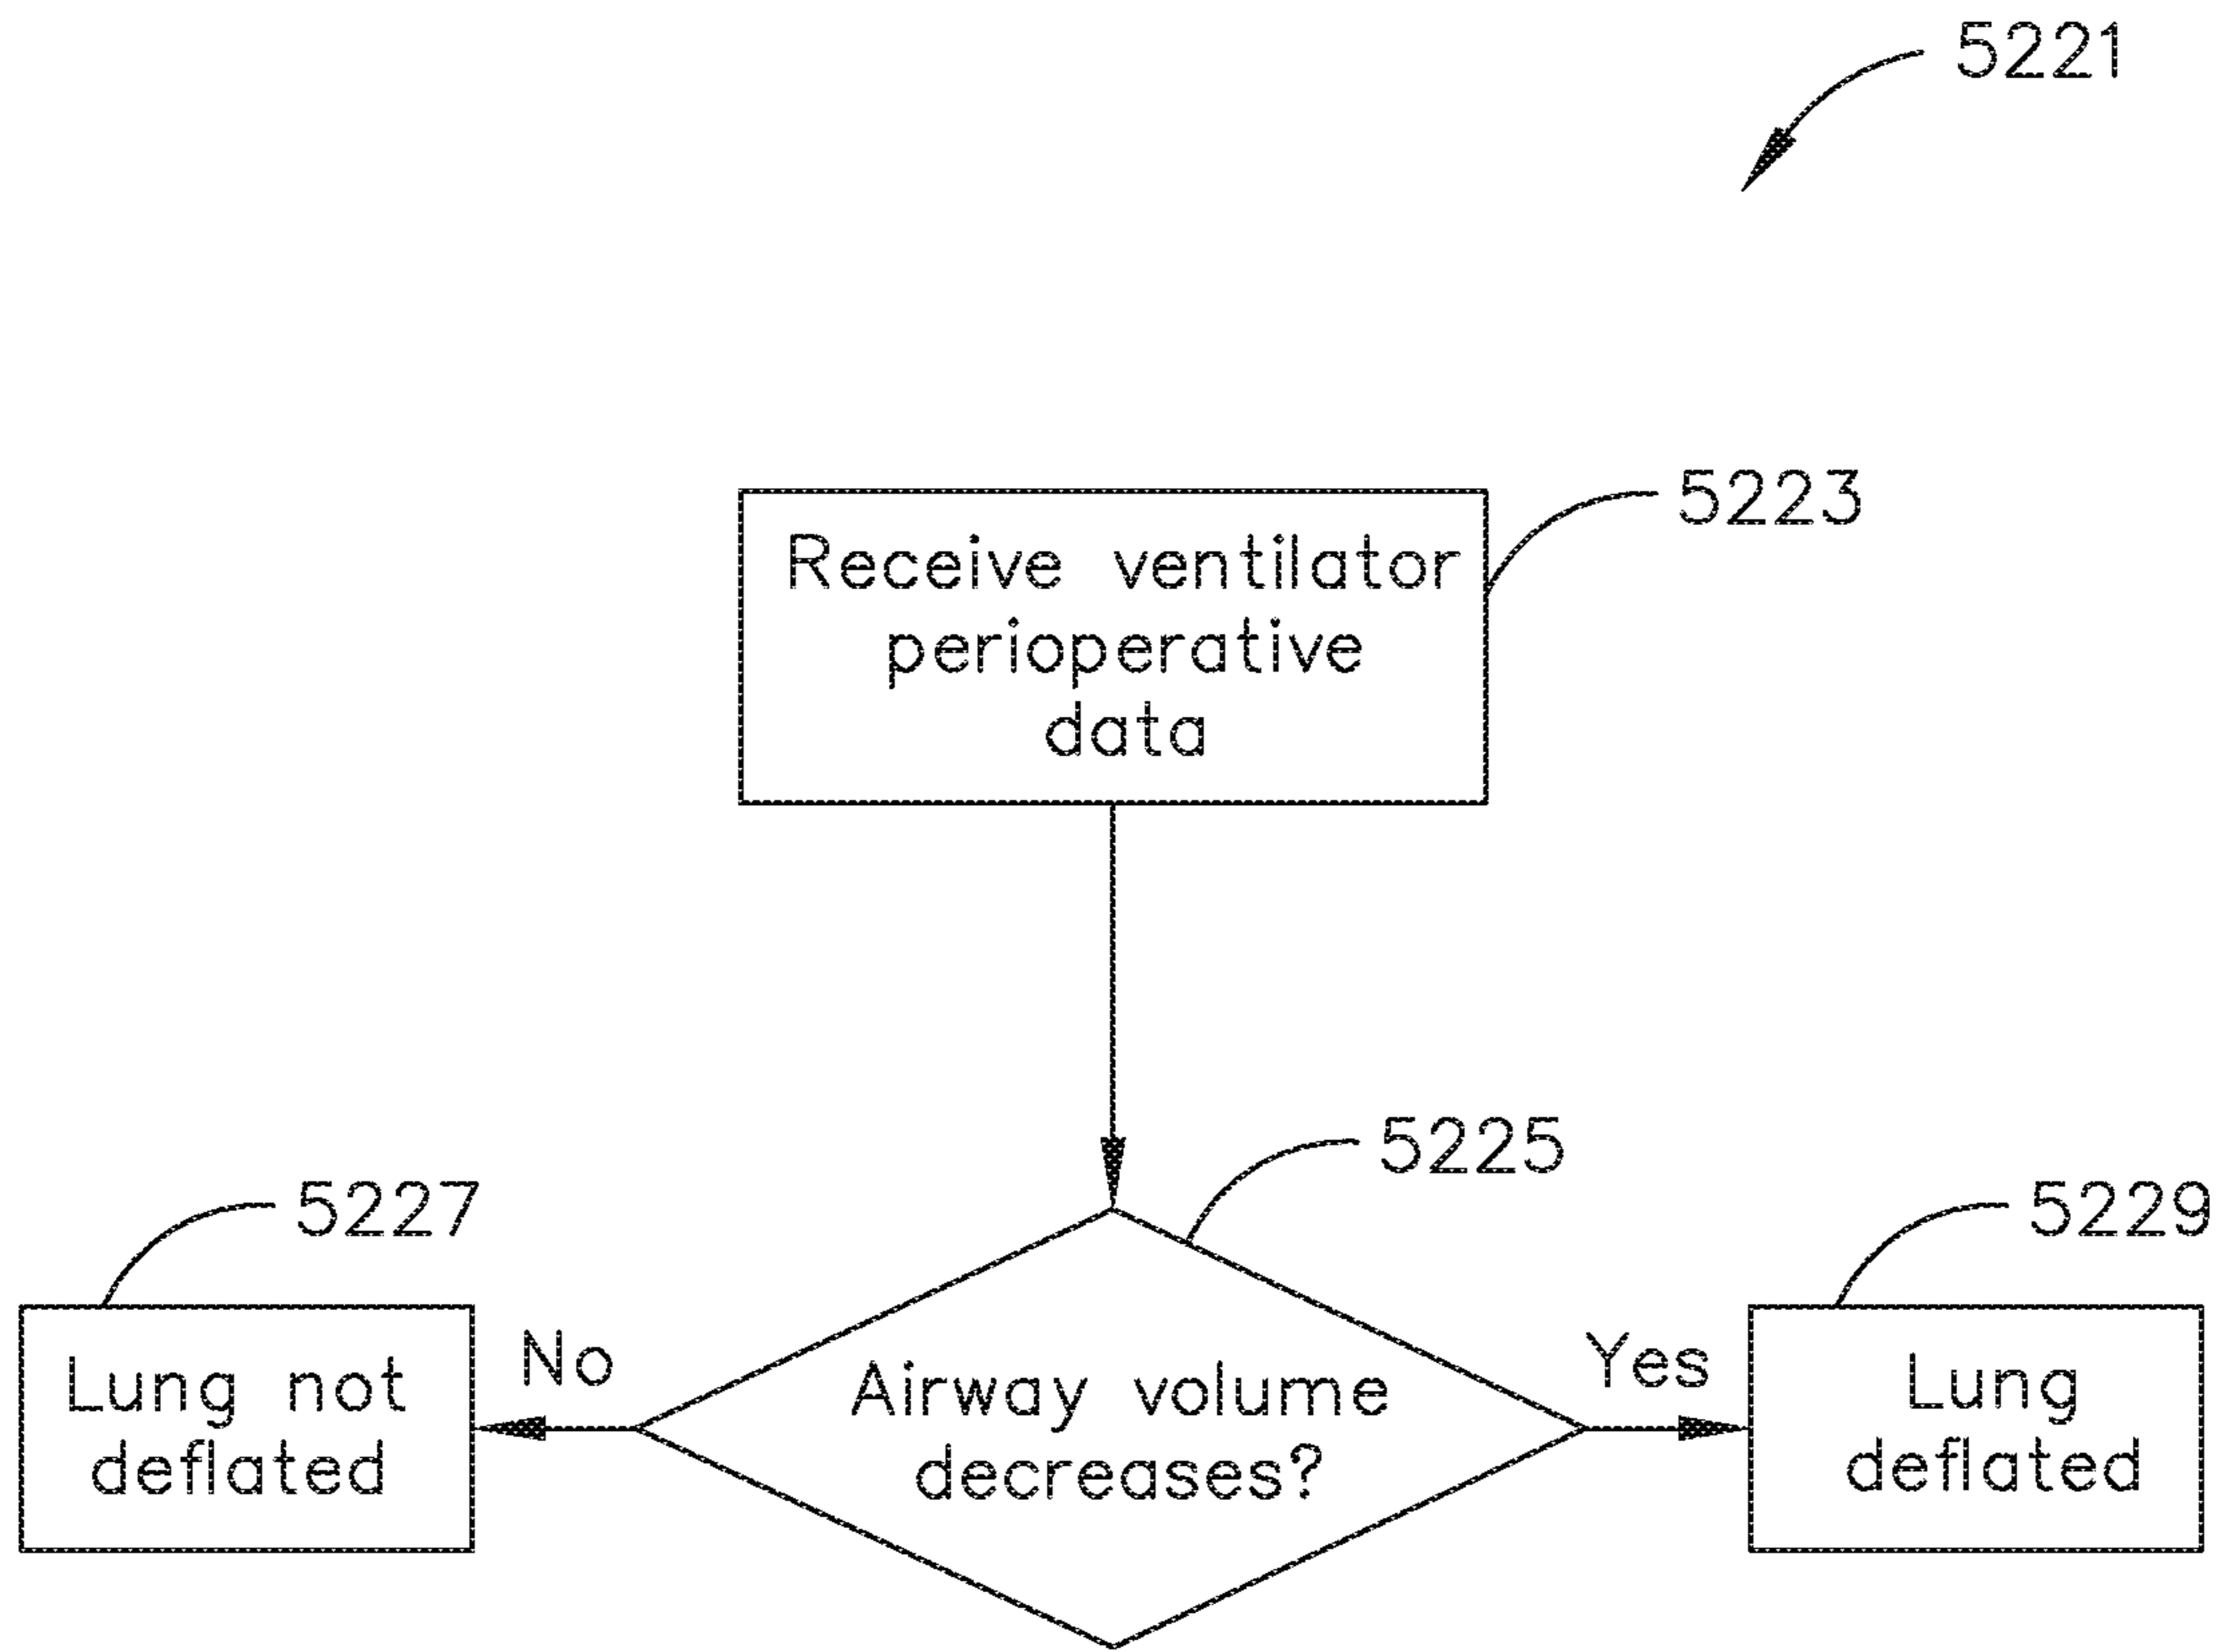 5221
Receive ventilator
perioperative
data
5223
5225
5227
5229
Lung not
deflated
No
Airway volume
decreases?
Yes
Lung
deflated